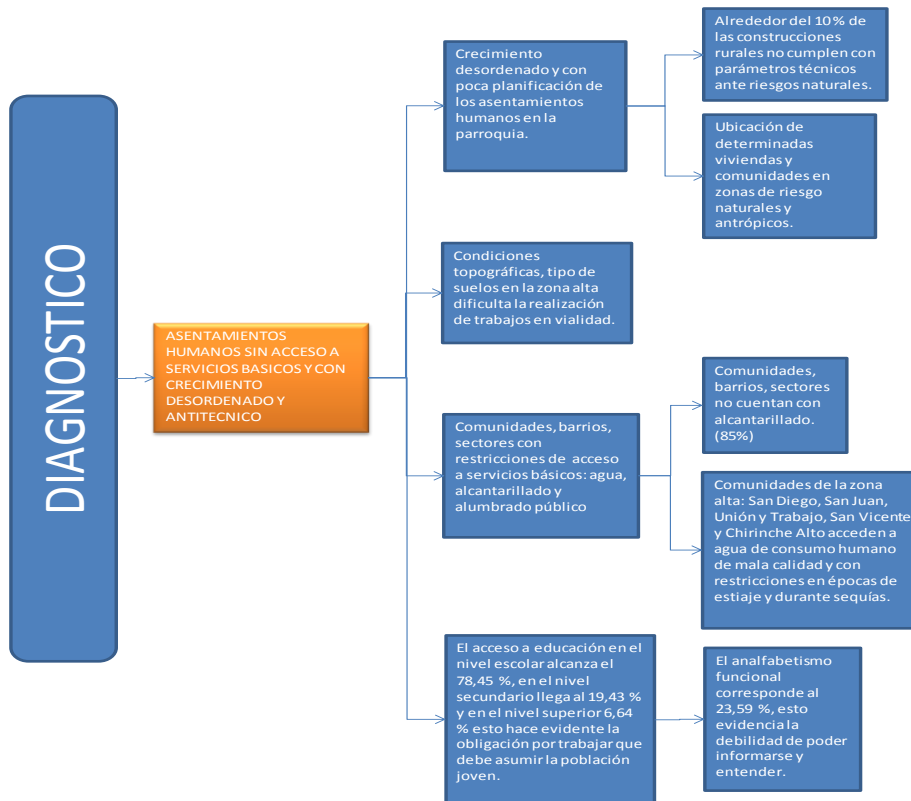 DIAGNOSTICO
ASENTAMIENTOS
HUMANOS SIN ACCESO A
SERVICIOS BASICOS Y CON
CRECIMIENTO
DESORDENADO Y
ANTITECNICO
Crecimiento
desordenado y con
poca planificación de
los asentamientos
humanos en la
parroquia.
Alrededor del 10% de
las construcciones
rurales no cumplen con
parámetros técnicos
ante riesgos naturales.
Ubicación de
determinadas
viviendas y
comunidades en
zonas de riesgo
naturales y
antrópicos.
Condiciones
topográficas, tipo de
suelos en la zona alta
dificulta la realización
de trabajos en vialidad.
Comunidades, barrios,
sectores con
restricciones de acceso
a servicios básicos: agua,
alcantarillado y
alumbrado público
Comunidades,
barrios, sectores
no cuentan con
alcantarillado.
(85%)
Comunidades de la zona
alta: San Diego, San Juan,
Unión y Trabajo, San Vicente
y Chirinche Alto acceden a
agua de consumo humano
de mala calidad y con
restricciones en épocas de
estiaje y durante sequías.
El acceso a educación en el
nivel escolar alcanza el
78,45 %, en el nivel
secundario llega al 19,43 %
y en el nivel superior 6,64
% esto hace evidente la
obligación por trabajar que
debe asumir la población
joven.
El analfabetismo
funcional
corresponde al
23,59 %, esto
evidencia la
debilidad de poder
informarse y
entender.